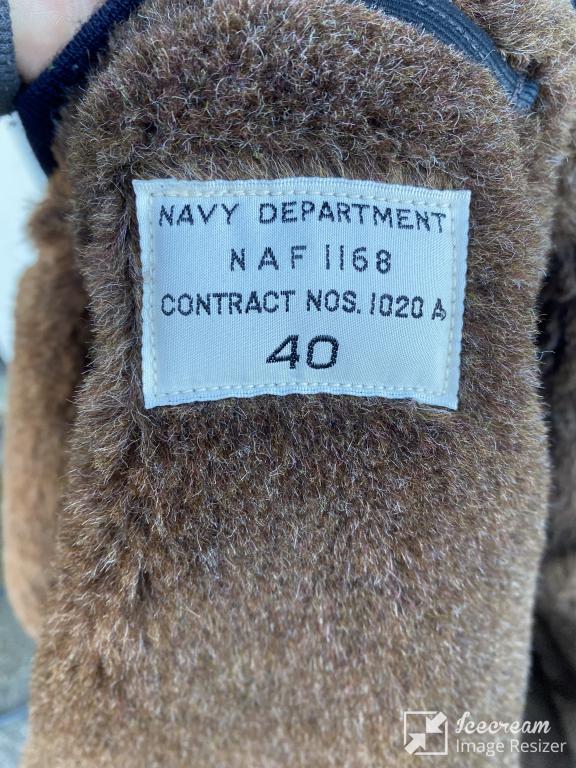 NAVY DEPARTMENT
NAF 1168
CONTRACT NOS. 1020 A
40
Icecream
Image Resizer